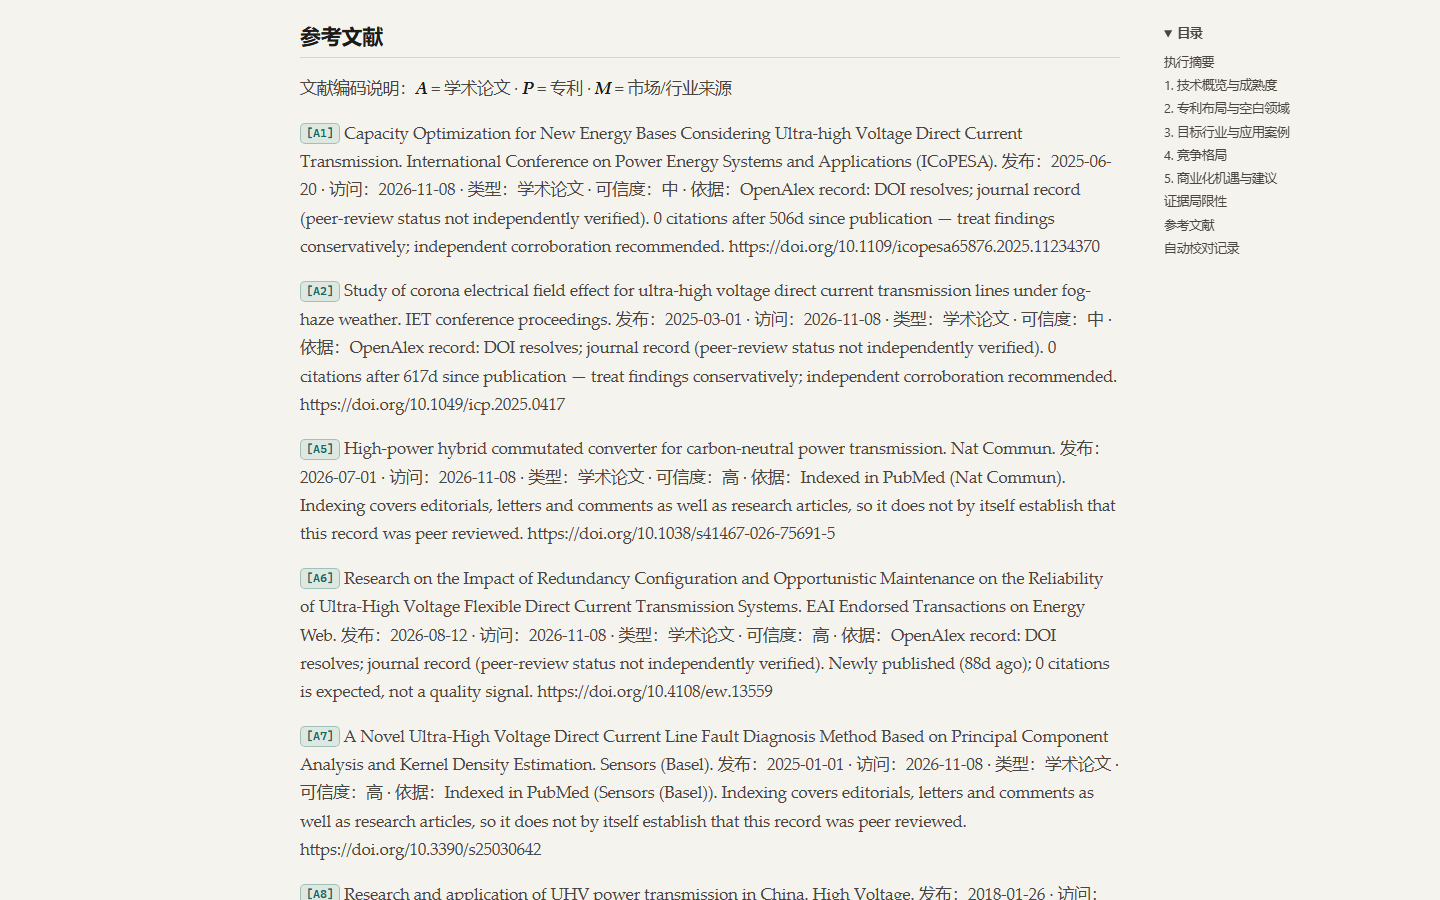 参考文献
文献编码说明：A = 学术论文 · P = 专利 · M = 市场/行业来源
[A1] Capacity Optimization for New Energy Bases Considering Ultra-high Voltage Direct Current
Transmission. International Conference on Power Energy Systems and Applications (ICoPESA). 发布：2025-06-
20 · 访问：2026-11-08 · 类型：学术论文 · 可信度：中 · 依据：OpenAlex record: DOI resolves; journal record
(peer-review status not independently verified). 0 citations after 506d since publication — treat findings
conservatively; independent corroboration recommended. https://doi.org/10.1109/icopesa65876.2025.11234370
[A2] Study of corona electrical field effect for ultra-high voltage direct current transmission lines under fog-
haze weather. IET conference proceedings. 发布：2025-03-01 · 访问：2026-11-08 · 类型：学术论文 · 可信度：中 ·
依据：OpenAlex record: DOI resolves; journal record (peer-review status not independently verified). 0
citations after 617d since publication — treat findings conservatively; independent corroboration recommended.
https://doi.org/10.1049/icp.2025.0417
[A5] High-power hybrid commutated converter for carbon-neutral power transmission. Nat Commun. 发布：
2026-07-01 · 访问：2026-11-08 · 类型：学术论文 · 可信度：高 · 依据：Indexed in PubMed (Nat Commun).
Indexing covers editorials, letters and comments as well as research articles, so it does not by itself establish that
this record was peer reviewed. https://doi.org/10.1038/s41467-026-75691-5
[A6] Research on the Impact of Redundancy Configuration and Opportunistic Maintenance on the Reliability
of Ultra-High Voltage Flexible Direct Current Transmission Systems. EAI Endorsed Transactions on Energy
Web. 发布：2026-08-12 · 访问：2026-11-08 · 类型：学术论文 · 可信度：高 · 依据：OpenAlex record: DOI
resolves; journal record (peer-review status not independently verified). Newly published (88d ago); 0 citations
is expected, not a quality signal. https://doi.org/10.4108/ew.13559
[A7] A Novel Ultra-High Voltage Direct Current Line Fault Diagnosis Method Based on Principal Component
Analysis and Kernel Density Estimation. Sensors (Basel). 发布：2025-01-01 · 访问：2026-11-08 · 类型：学术论文 ·
可信度：高 · 依据：Indexed in PubMed (Sensors (Basel)). Indexing covers editorials, letters and comments as
well as research articles, so it does not by itself establish that this record was peer reviewed.
https://doi.org/10.3390/s25030642
[A8] Research and application of UHV power transmission in China. High Voltage. 发布：2018-01-26 · 访问：
▼ 目录
执行摘要
1. 技术概览与成熟度
2. 专利布局与空白领域
3. 目标行业与应用案例
4. 竞争格局
5. 商业化机遇与建议
证据局限性
参考文献
自动校对记录